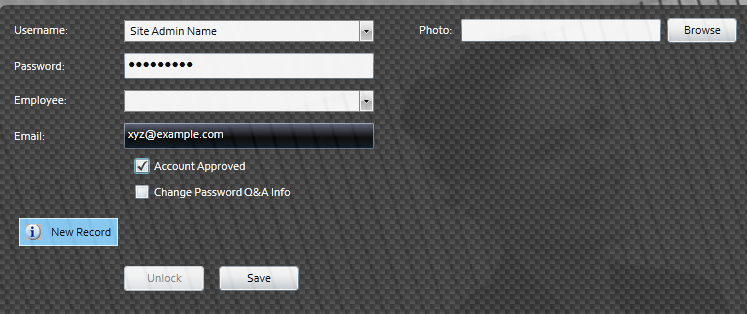 Username: Site Admin Name Photo: Browse
Password: •••••••••
Employee:
Email: xyz@example.com
Account Approved
Change Password Q&A Info
New Record
Unlock Save